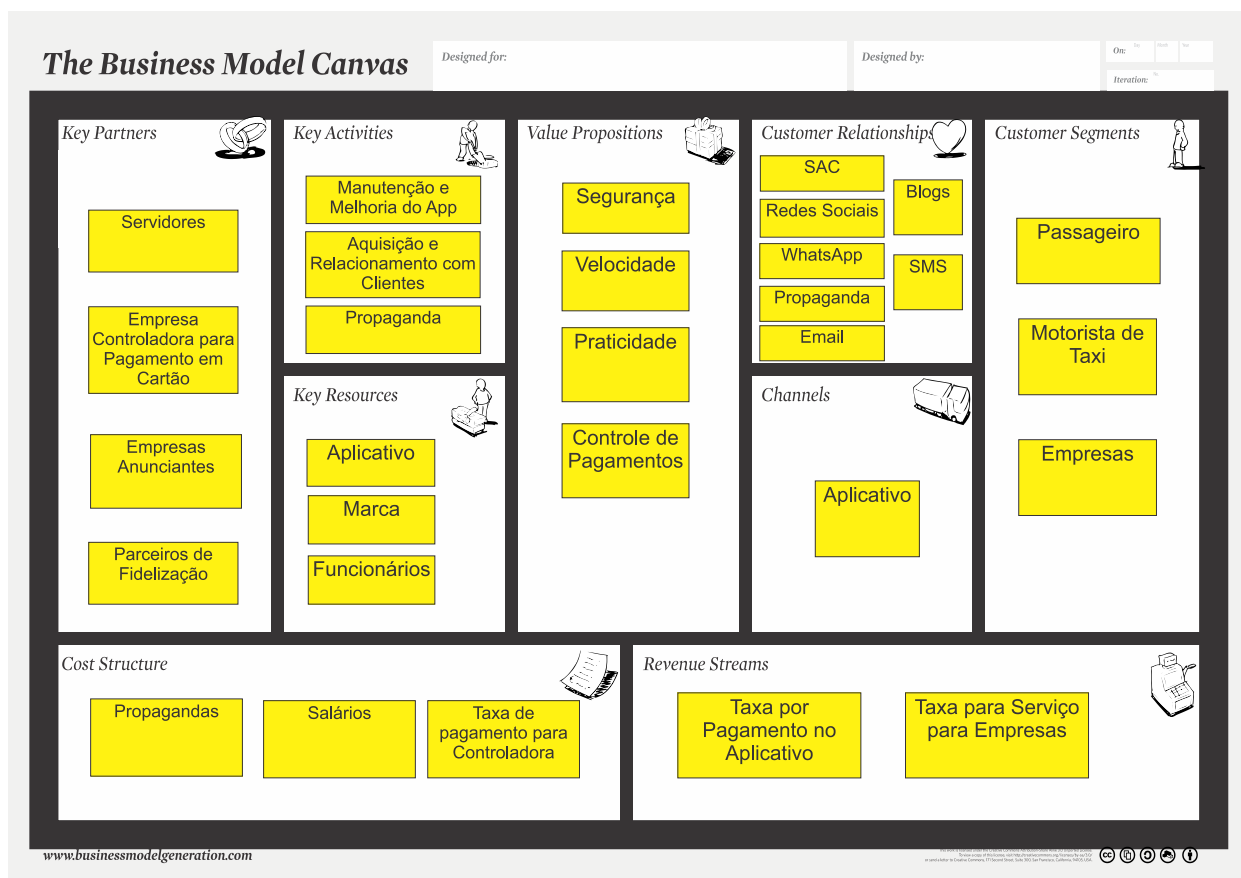 The Business Model Canvas
Designed for:
Designed by:
On:
Iteration:
Key Partners
Servidores
Empresa
Controladora para
Pagamento em
Cartão
Empresas
Anunciantes
Parceiros de
Fidelização
Key Activities
Manutenção e
Melhoria do App
Aquisição e
Relacionamento com
Clientes
Propaganda
Key Resources
Aplicativo
Marca
Funcionários
Value Propositions
Segurança
Velocidade
Praticidade
Controle de
Pagamentos
Customer Relationships
SAC
Redes Sociais
WhatsApp
Propaganda
Email
Blogs
SMS
Channels
Aplicativo
Customer Segments
Passageiro
Motorista de
Taxi
Empresas
Cost Structure
Propagandas
Salários
Taxa de
pagamento para
Controladora
Revenue Streams
Taxa por
Pagamento no
Aplicativo
Taxa para Serviço
para Empresas
www.businessmodelgeneration.com